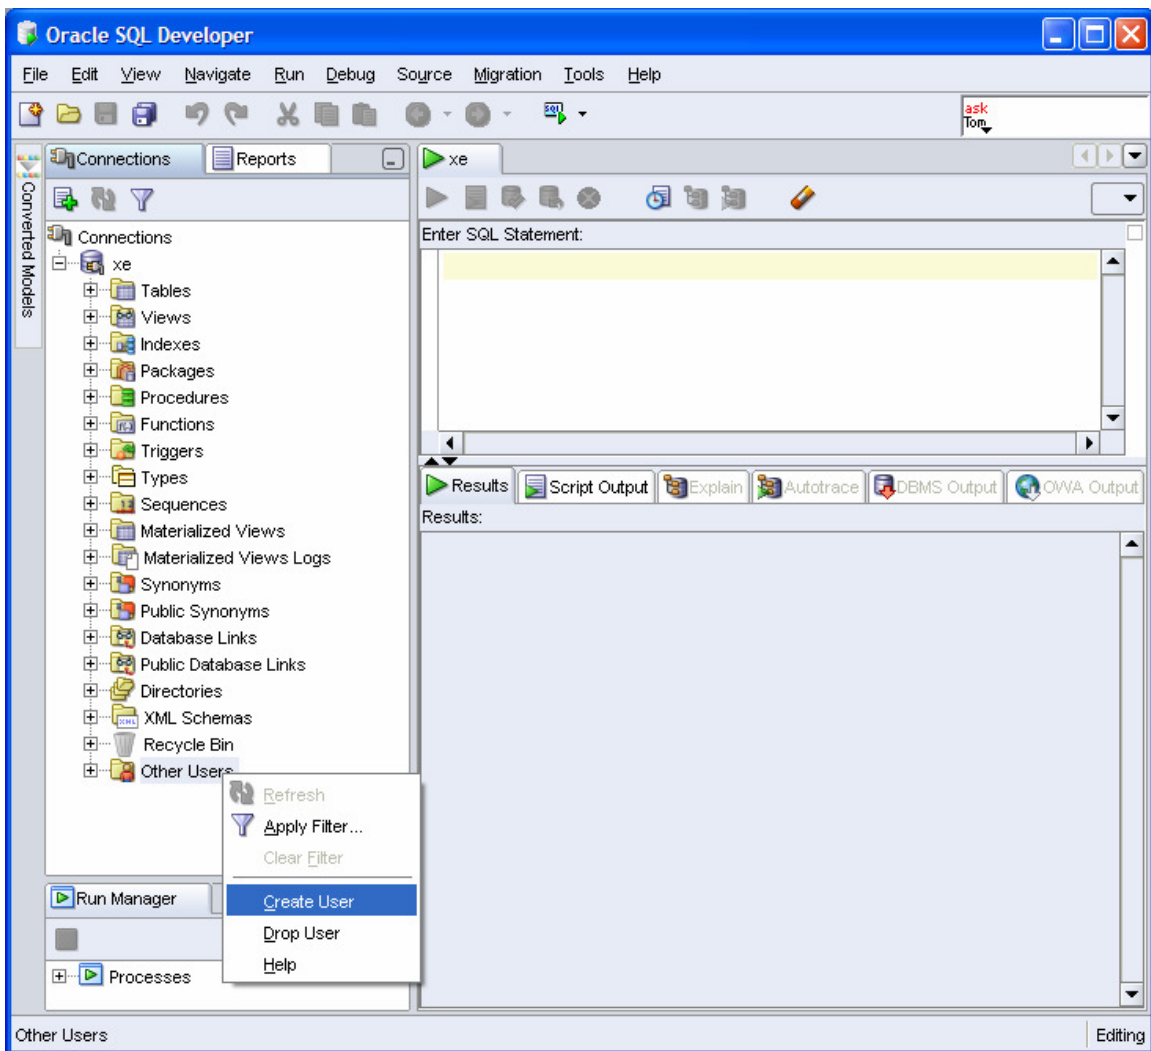 Oracle SQL Developer
File Edit View Navigate Run Debug Source Migration Tools Help
ask
Tom
Connections Reports
xe
Converted Models
Connections
xe
Tables
Views
Indexes
Packages
Procedures
Functions
Triggers
Types
Sequences
Materialized Views
Materialized Views Logs
Synonyms
Public Synonyms
Database Links
Public Database Links
Directories
XML Schemas
Recycle Bin
Other Users
Refresh
Apply Filter...
Clear Filter
Create User
Drop User
Help
Run Manager
Processes
Enter SQL Statement:
Results Script Output Explain Autotrace DBMS Output OWA Output
Results:
Other Users
Editing